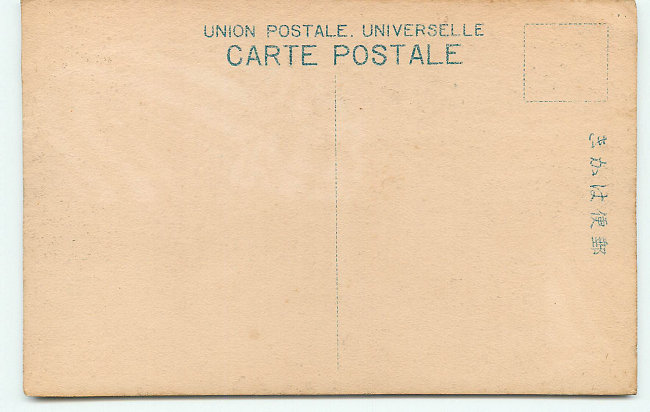 UNION POSTALE. UNIVERSELLE
CARTE POSTALE
郵便はかき